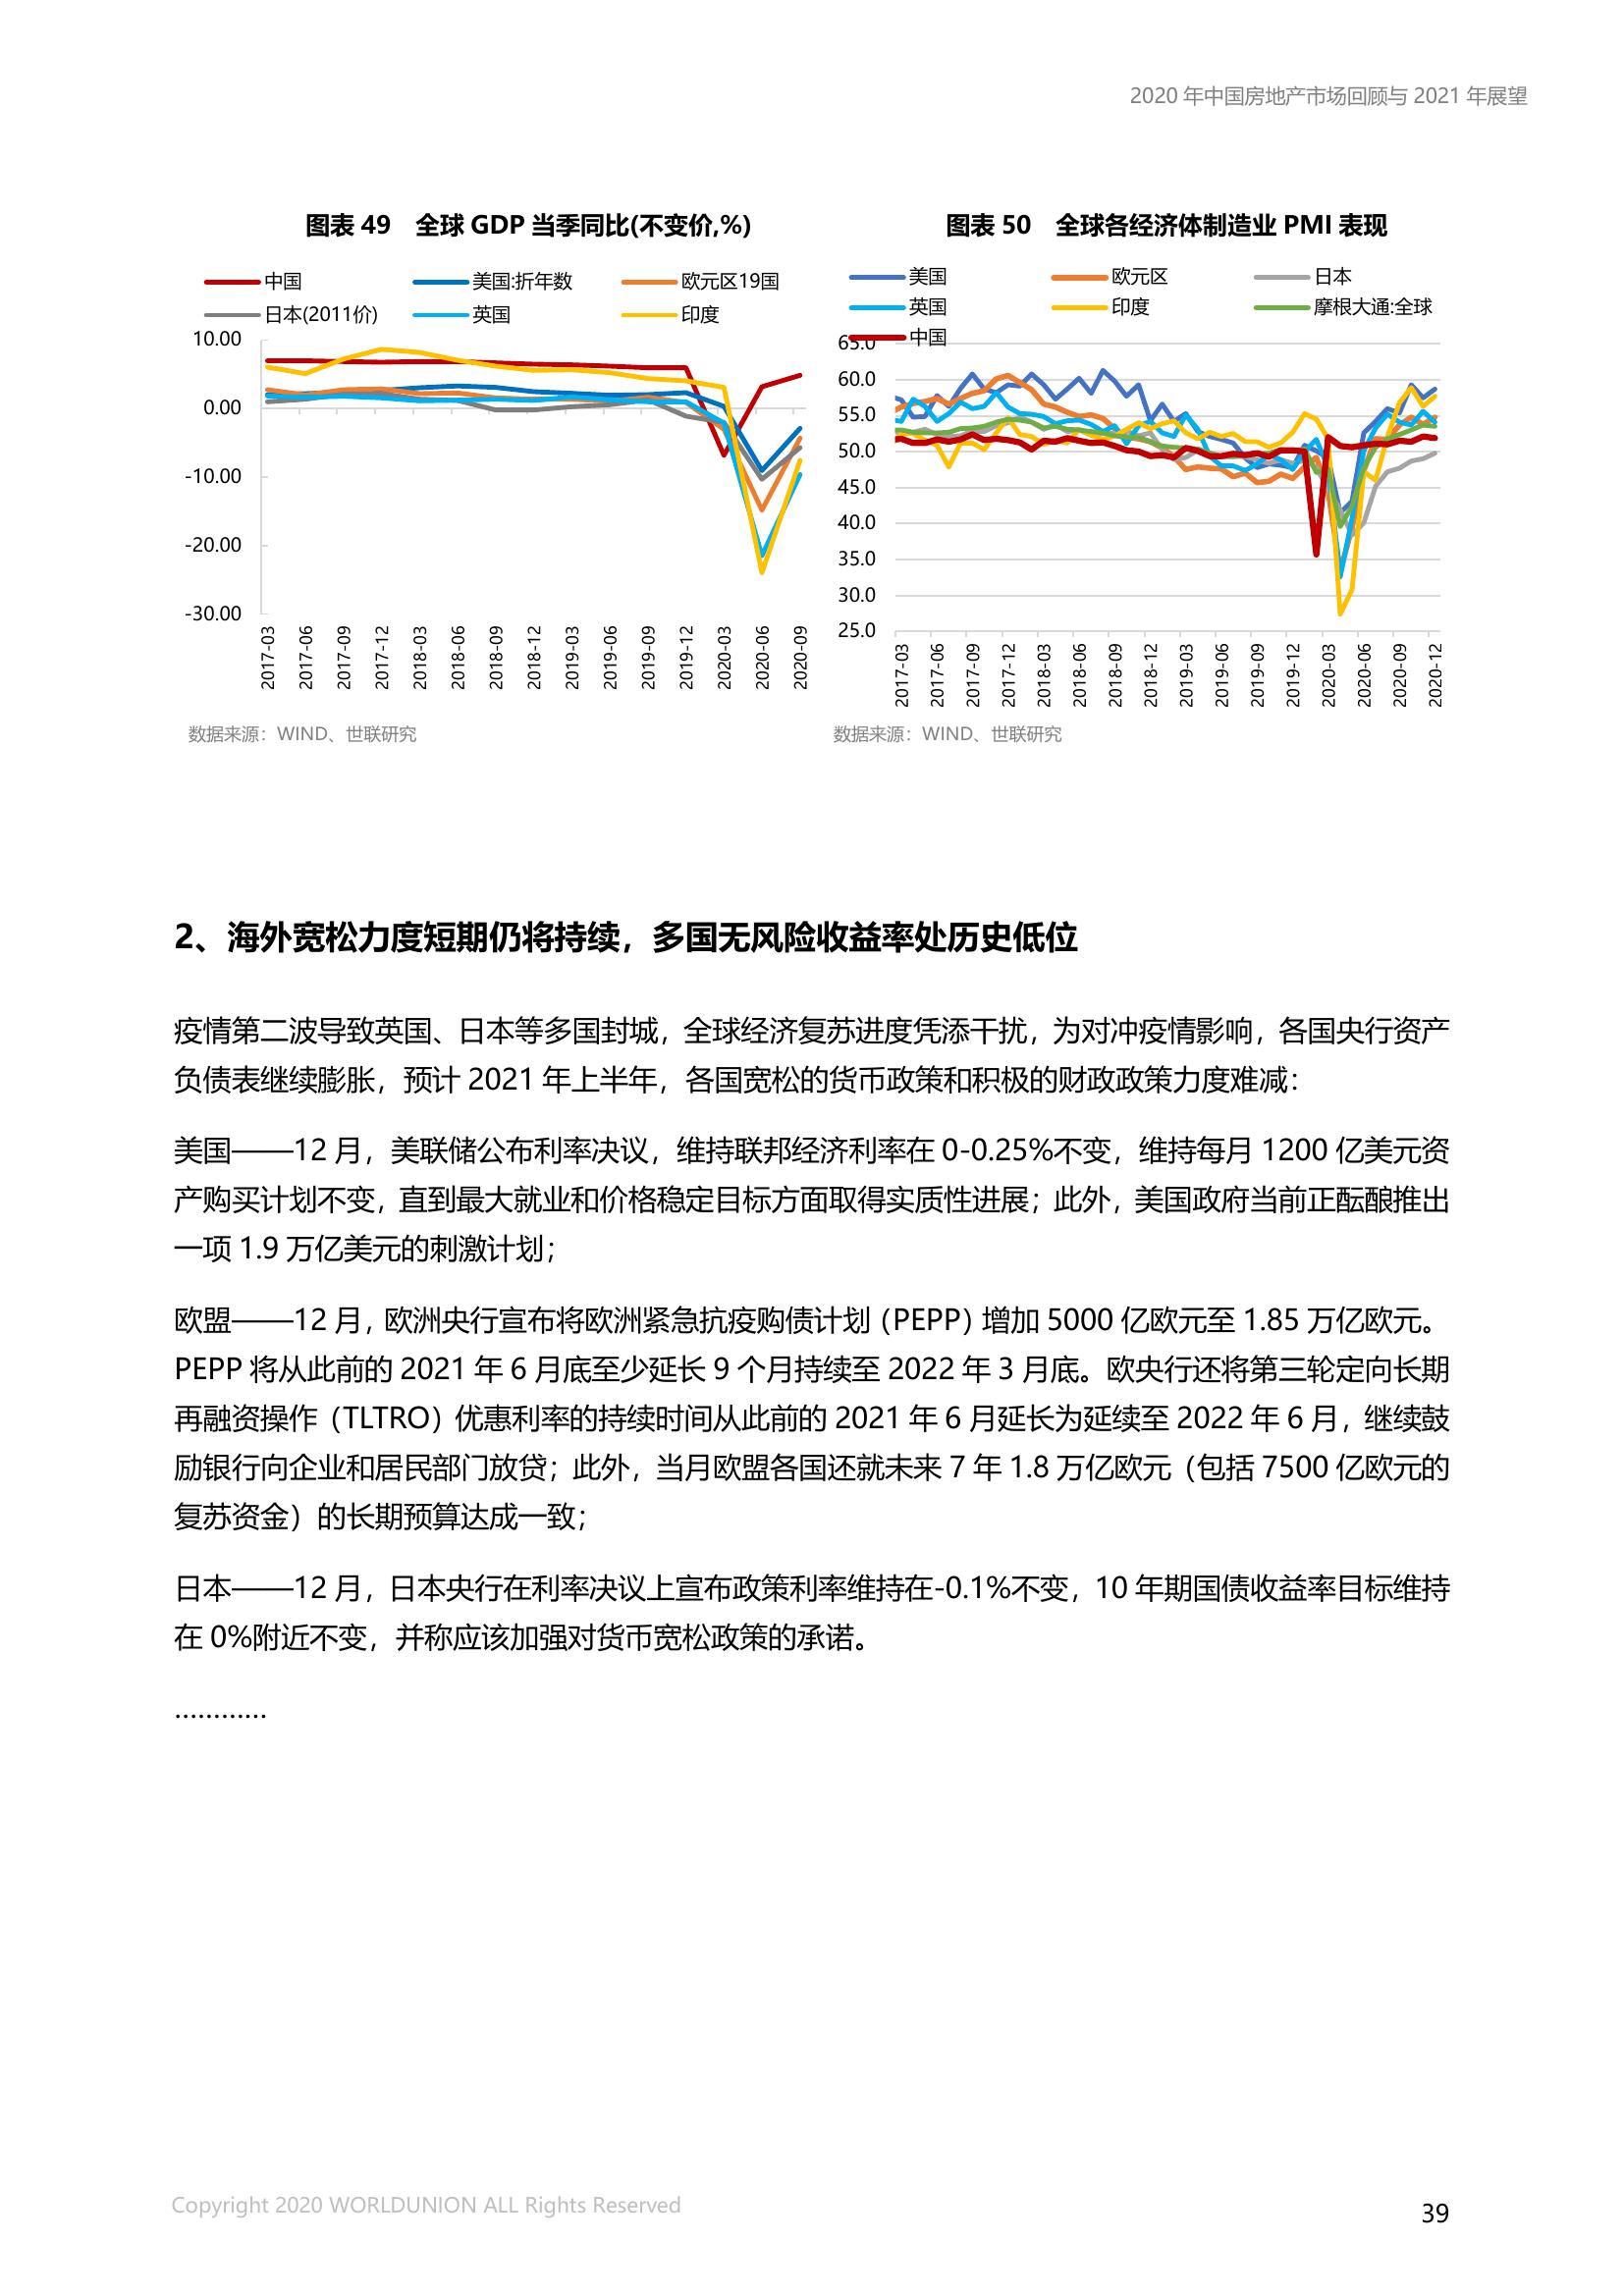 2020 年中国房地产市场回顾与 2021 年展望
图表 49 全球 GDP 当季同比(不变价,%)
中国 美国:折年数 欧元区19国
日本(2011价) 英国 印度
10.00
0.00
-10.00
-20.00
-30.00
2017-03 2017-06 2017-09 2017-12 2018-03 2018-06 2018-09 2018-12 2019-03 2019-06 2019-09 2019-12 2020-03 2020-06 2020-09
数据来源：WIND、世联研究
图表 50 全球各经济体制造业 PMI 表现
美国 欧元区 日本
英国 印度 摩根大通:全球
中国
65.0
60.0
55.0
50.0
45.0
40.0
35.0
30.0
25.0
2017-03 2017-06 2017-09 2017-12 2018-03 2018-06 2018-09 2018-12 2019-03 2019-06 2019-09 2019-12 2020-03 2020-06 2020-09 2020-12
数据来源：WIND、世联研究
2、海外宽松力度短期仍将持续，多国无风险收益率处历史低位
疫情第二波导致英国、日本等多国封城，全球经济复苏进度凭添干扰，为对冲疫情影响，各国央行资产
负债表继续膨胀，预计 2021 年上半年，各国宽松的货币政策和积极的财政政策力度难减：
美国——12 月，美联储公布利率决议，维持联邦经济利率在 0-0.25%不变，维持每月 1200 亿美元资
产购买计划不变，直到最大就业和价格稳定目标方面取得实质性进展；此外，美国政府当前正酝酿推出
一项 1.9 万亿美元的刺激计划；
欧盟——12 月，欧洲央行宣布将欧洲紧急抗疫购债计划（PEPP）增加 5000 亿欧元至 1.85 万亿欧元。
PEPP 将从此前的 2021 年 6 月底至少延长 9 个月持续至 2022 年 3 月底。欧央行还将第三轮定向长期
再融资操作（TLTRO）优惠利率的持续时间从此前的 2021 年 6 月延长为延续至 2022 年 6 月，继续鼓
励银行向企业和居民部门放贷；此外，当月欧盟各国还就未来 7 年 1.8 万亿欧元（包括 7500 亿欧元的
复苏资金）的长期预算达成一致；
日本——12 月，日本央行在利率决议上宣布政策利率维持在-0.1%不变，10 年期国债收益率目标维持
在 0%附近不变，并称应该加强对货币宽松政策的承诺。
…………
Copyright 2020 WORLDUNION ALL Rights Reserved
39